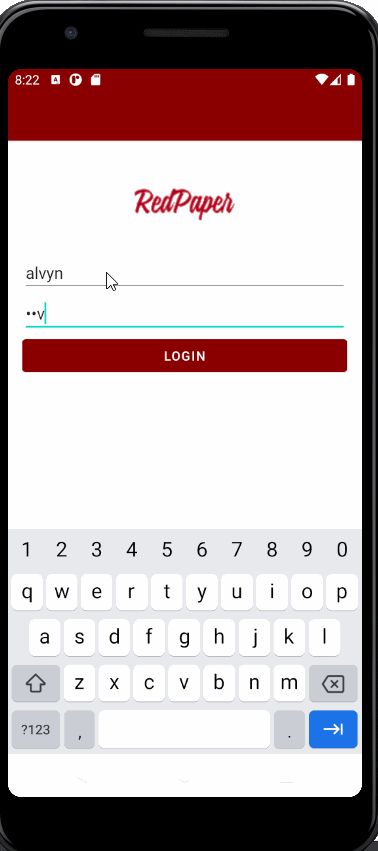 8:22
RedPaper
alvyn
••v
LOGIN
1 2 3 4 5 6 7 8 9 0
q w e r t y u i o p
a s d f g h j k l
z x c v b n m
?123 , .